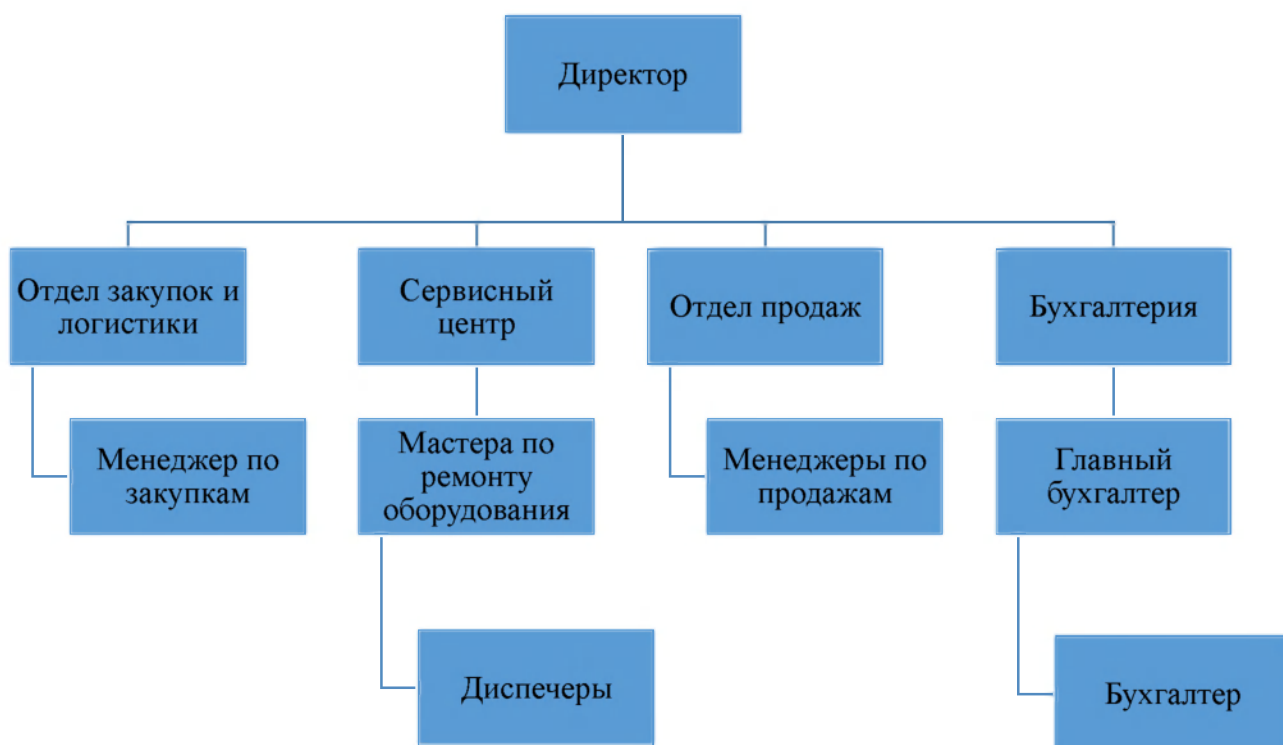 Директор
Отдел закупок и
логистики
Сервисный
центр
Отдел продаж
Бухгалтерия
Менеджер по
закупкам
Мастера по
ремонту
оборудования
Менеджеры по
продажам
Главный
бухгалтер
Диспечеры
Бухгалтер